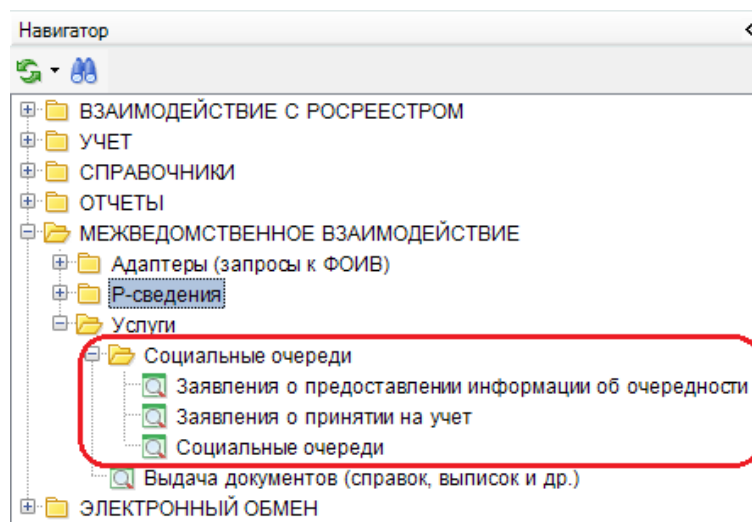 Навигатор
ВЗАИМОДЕЙСТВИЕ С РОСРЕЕСТРОМ
УЧЕТ
СПРАВОЧНИКИ
ОТЧЕТЫ
МЕЖВЕДОМСТВЕННОЕ ВЗАИМОДЕЙСТВИЕ
Адаптеры (запросы к ФОИВ)
Р-сведения
Услуги
Социальные очереди
Заявления о предоставлении информации об очередности
Заявления о принятии на учет
Социальные очереди
Выдача документов (справок, выписок и др.)
ЭЛЕКТРОННЫЙ ОБМЕН